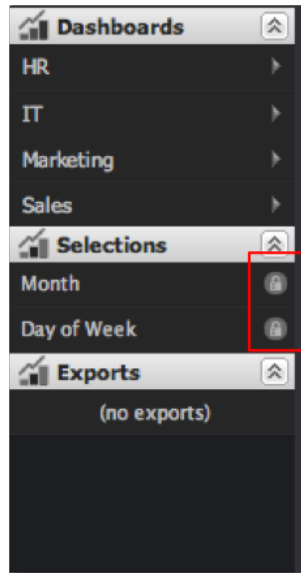 Dashboards
HR
IT
Marketing
Sales
Selections
Month
Day of Week
Exports
(no exports)